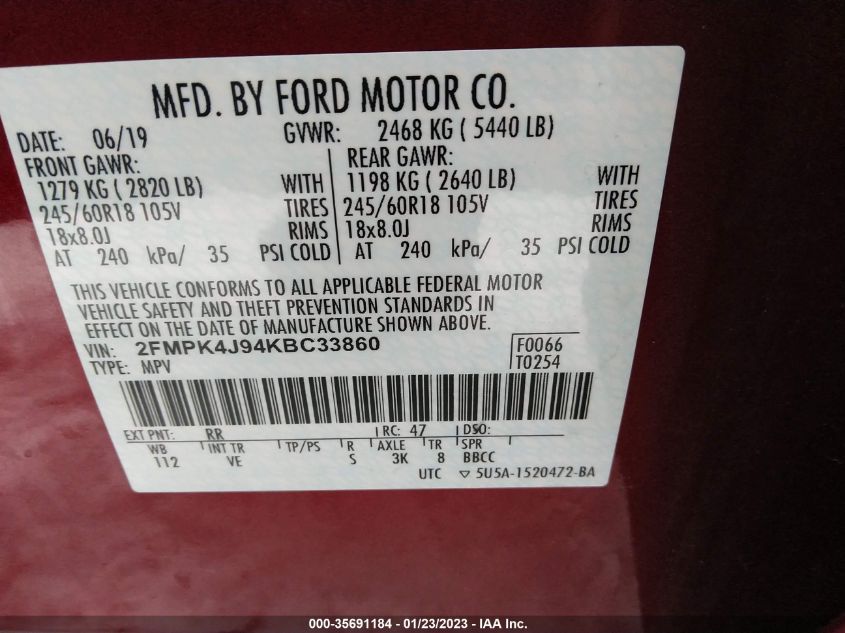 MFD. BY FORD MOTOR CO.
DATE: 06/19 GVWR: 2468 KG ( 5440 LB)
FRONT GAWR: REAR GAWR:
1279 KG ( 2820 LB) WITH 1198 KG ( 2640 LB) WITH
245/60R18 105V TIRES 245/60R18 105V TIRES
18x8.0J RIMS 18x8.0J RIMS
AT 240 kPa/ 35 PSI COLD AT 240 kPa/ 35 PSI COLD
THIS VEHICLE CONFORMS TO ALL APPLICABLE FEDERAL MOTOR
VEHICLE SAFETY AND THEFT PREVENTION STANDARDS IN
EFFECT ON THE DATE OF MANUFACTURE SHOWN ABOVE.
VIN: 2FMPK4J94KBC33860 F0066
TYPE: MPV T0254
EXT PNT: RR RC: 47 DSO:
WB INT TR TP/PS R AXLE TR SPR
112 VE S 3K 8 BBCC
UTC ▽ 5U5A-1520472-BA
000-35691184 - 01/23/2023 - IAA Inc.